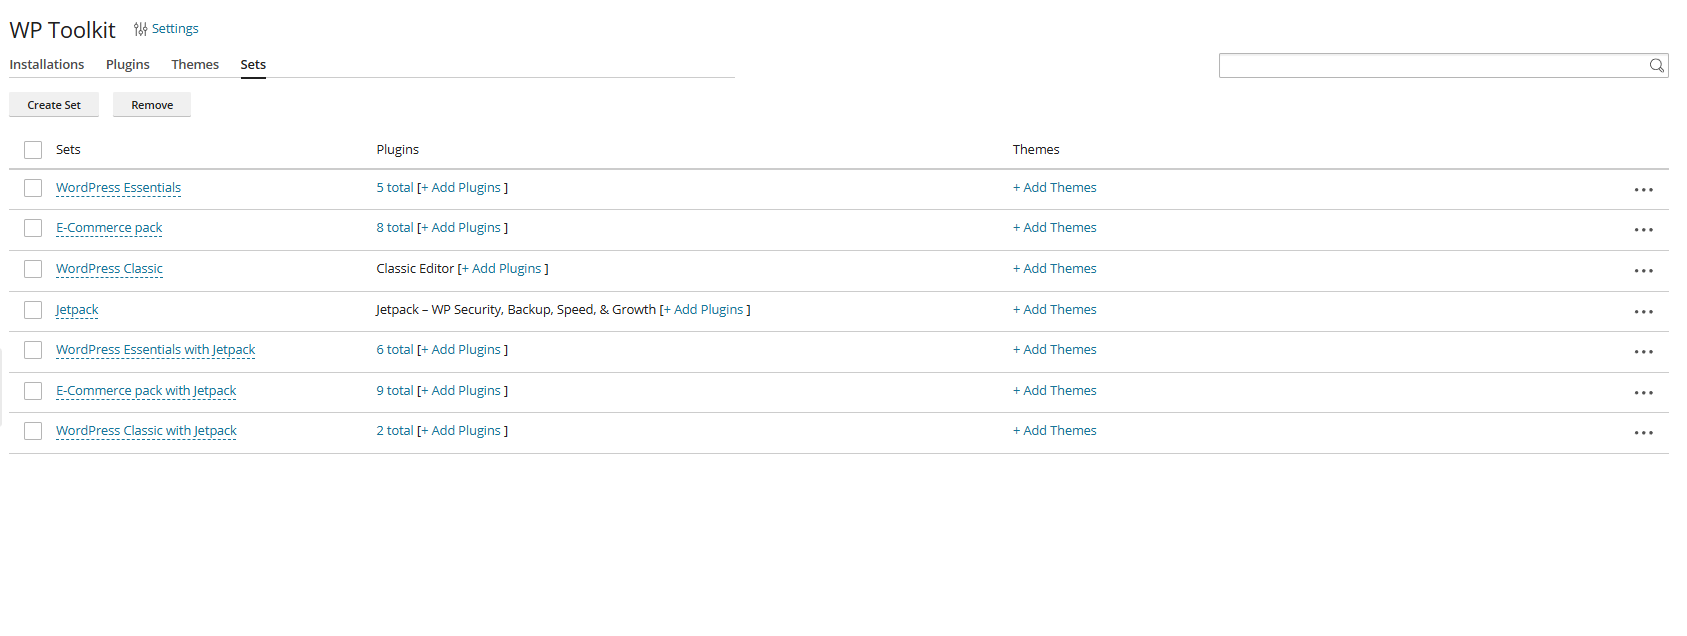 WP Toolkit Settings
Installations Plugins Themes Sets
Create Set Remove
Sets Plugins Themes
WordPress Essentials 5 total [+ Add Plugins ] + Add Themes
E-Commerce pack 8 total [+ Add Plugins ] + Add Themes
WordPress Classic Classic Editor [+ Add Plugins ] + Add Themes
Jetpack Jetpack – WP Security, Backup, Speed, & Growth [+ Add Plugins ] + Add Themes
WordPress Essentials with Jetpack 6 total [+ Add Plugins ] + Add Themes
E-Commerce pack with Jetpack 9 total [+ Add Plugins ] + Add Themes
WordPress Classic with Jetpack 2 total [+ Add Plugins ] + Add Themes